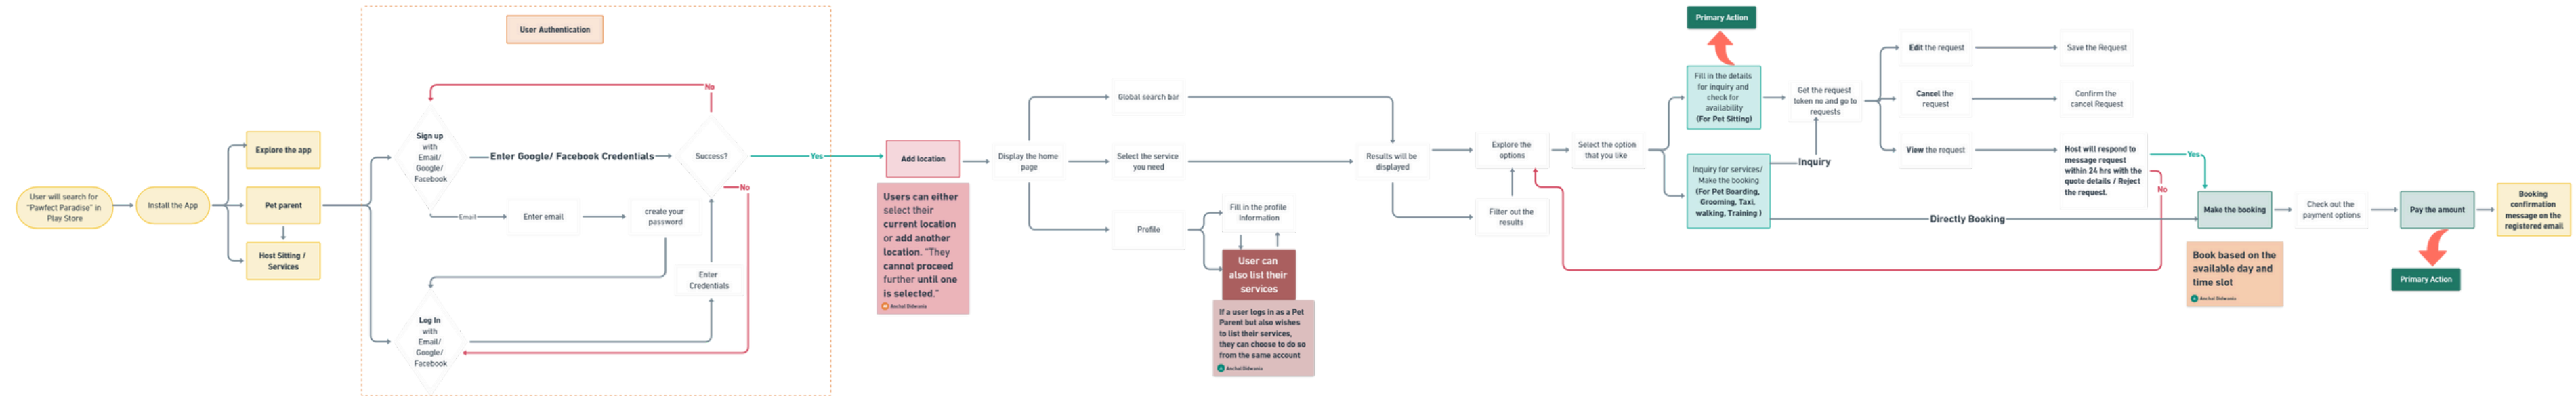 User will search for
"Pawfect Paradise" in
Play Store
Install the App
Explore the app
Pet parent
Host Sitting /
Services
User Authentication
Sign up
with
Email/
Google/
Facebook
Enter Google/ Facebook Credentials
Success?
No
No
Yes
Email
Enter email
create your
password
Enter
Credentials
Log In
with
Email/
Google/
Facebook
Add location
Users can either
select their
current location
or add another
location. "They
cannot proceed
further until one
is selected."
Anchal Didwania
Display the home
page
Global search bar
Select the service
you need
Profile
Fill in the profile
Information
User can
also list their
services
If a user logs in as a Pet
Parent but also wishes
to list their services,
they can choose to do so
from the same account
Anchal Didwania
Results will be
displayed
Explore the
options
Filter out the
results
Select the option
that you like
Primary Action
Fill in the details
for inquiry and
check for
availability
(For Pet Sitting)
Inquiry for services/
Make the booking
(For Pet Boarding,
Grooming, Taxi,
walking, Training )
Inquiry
Directly Booking
Get the request
token no and go to
requests
Edit the request
Save the Request
Cancel the
request
Confirm the
cancel Request
View the request
Host will respond to
message request
within 24 hrs with the
quote details / Reject
the request.
Yes
No
Make the booking
Book based on the
available day and
time slot
Anchal Didwania
Check out the
payment options
Pay the amount
Primary Action
Booking
confirmation
message on the
registered email